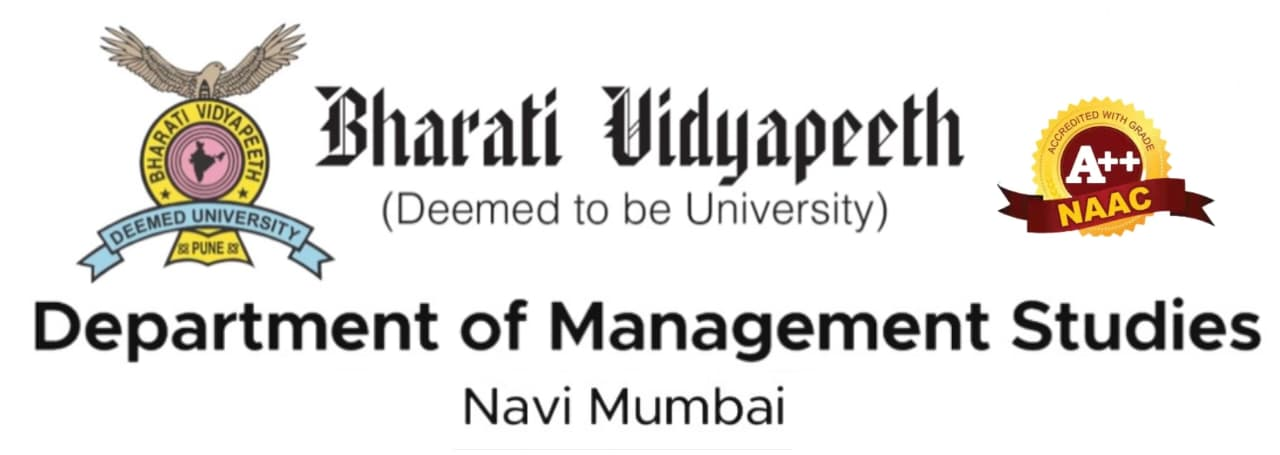 BHARATI VIDYAPEETH
DEEMED UNIVERSITY
PUNE
Bharati Vidyapeeth
(Deemed to be University)
ACCREDITED WITH GRADE
A++
NAAC
Department of Management Studies
Navi Mumbai